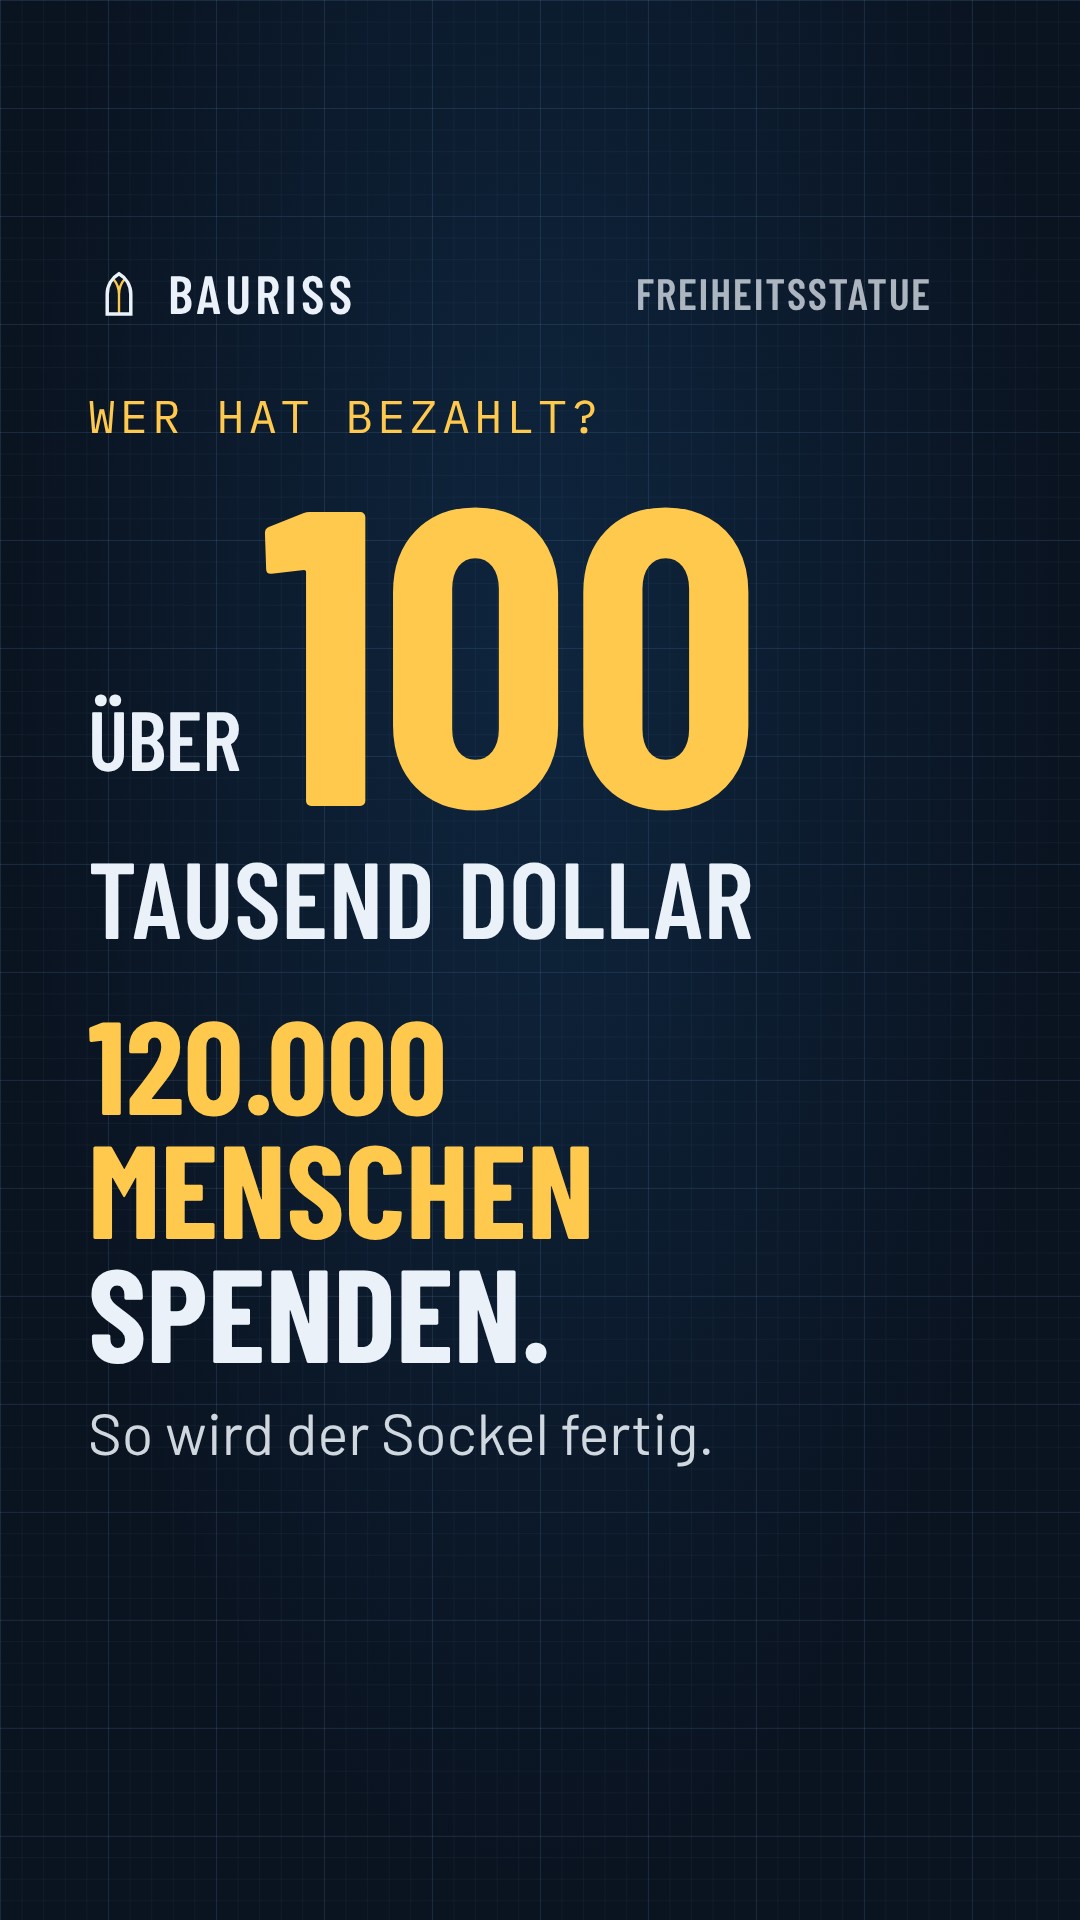 BAURISS
FREIHEITSSTATUE
WER HAT BEZAHLT?
ÜBER 100
TAUSEND DOLLAR
120.000
MENSCHEN
SPENDEN.
So wird der Sockel fertig.